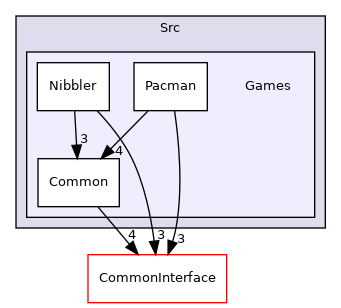 Src
Nibbler
Pacman
Games
3
4
Common
4
3
3
CommonInterface